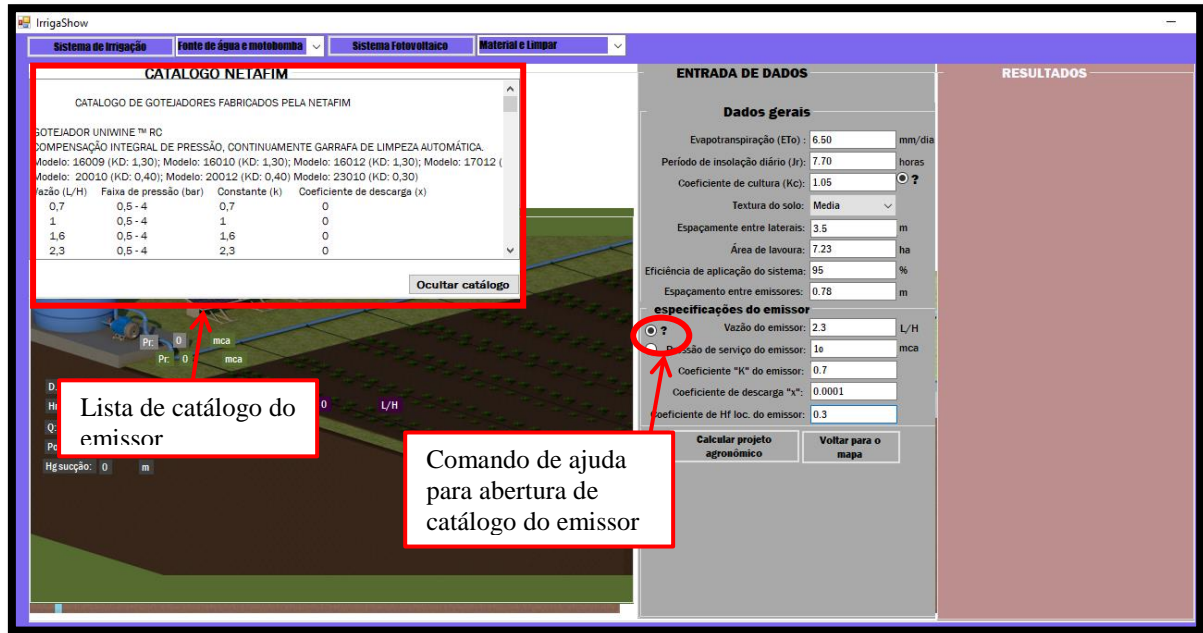 IrrigaShow
Sistema de Irrigação
Fonte de água e motobomba
Sistema Fotovoltaico
Material e Limpar
CATALOGO NETAFIM
CATALOGO DE GOTEJADORES FABRICADOS PELA NETAFIM
GOTEJADOR UNIWINE ™ RC
COMPENSAÇÃO INTEGRAL DE PRESSÃO, CONTINUAMENTE GARRAFA DE LIMPEZA AUTOMÁTICA.
Modelo: 16009 (KD: 1,30); Modelo: 16010 (KD: 1,30); Modelo: 16012 (KD: 1,30); Modelo: 17012 (
Modelo: 20010 (KD: 0,40); Modelo: 20012 (KD: 0,40) Modelo: 23010 (KD: 0,30)
Vazão (L/H) Faixa de pressão (bar) Constante (k) Coeficiente de descarga (x)
0,7 0,5 - 4 0,7 0
1 0,5 - 4 1 0
1,6 0,5 - 4 1,6 0
2,3 0,5 - 4 2,3 0
Ocultar catálogo
Pr: 0 mca
Pr: 0 mca
D.
0 L/H
Q:
Hg sucção: 0 m
Lista de catálogo do
emissor
Comando de ajuda
para abertura de
catálogo do emissor
ENTRADA DE DADOS
Dados gerais
Evapotranspiração (ETo) : 6.50 mm/dia
Período de insolação diário (Jr): 7.70 horas
Coeficiente de cultura (Kc): 1.05 ?
Textura do solo: Media
Espaçamente entre laterais: 3.5 m
Área de lavoura: 7.23 ha
Eficiência de aplicação do sistema: 95 %
Espaçamento entre emissores: 0.78 m
especificações do emissor
? Vazão do emissor: 2.3 L/H
Pressão de serviço do emissor: 10 mca
Coeficiente "K" do emissor: 0.7
Coeficiente de descarga "x": 0.0001
Coeficiente de Hf loc. do emissor: 0.3
Calcular projeto
agronômico
Voltar para o
mapa
RESULTADOS